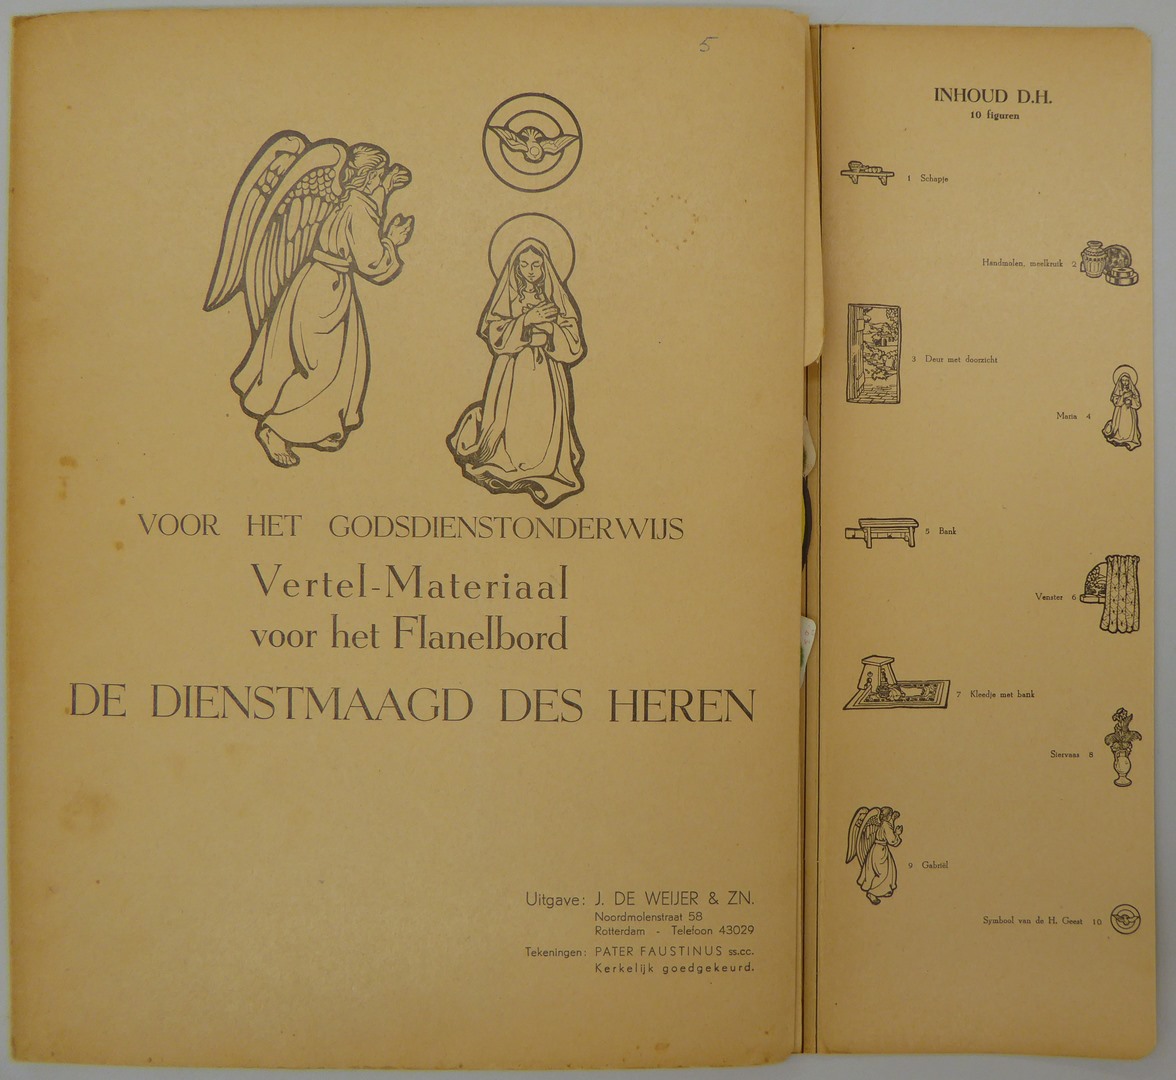 5
VOOR HET GODSDIENSTONDERWIJS
Vertel-Materiaal
voor het Flanelbord
DE DIENSTMAAGD DES HEREN
Uitgave: J. DE WEIJER & ZN.
Noordmolenstraat 58
Rotterdam - Telefoon 43029
Tekeningen: PATER FAUSTINUS ss.cc.
Kerkelijk goedgekeurd.
INHOUD D.H.
10 figuren
1 Schapje
Handmolen, meelkruik 2
3 Deur met doorzicht
Maria 4
5 Bank
Venster 6
7 Kleedje met bank
Siervaas 8
9 Gabriël
Symbool van de H. Geest 10